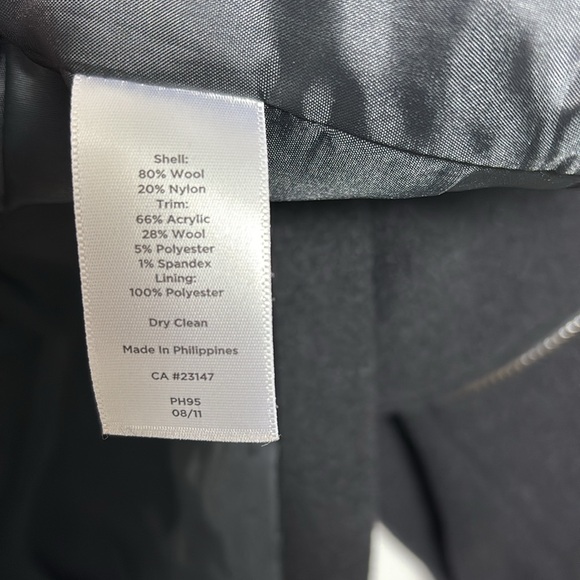 Shell:
80% Wool
20% Nylon
Trim:
66% Acrylic
28% Wool
5% Polyester
1% Spandex
Lining:
100% Polyester
Dry Clean
Made In Philippines
CA #23147
PH95
08/11